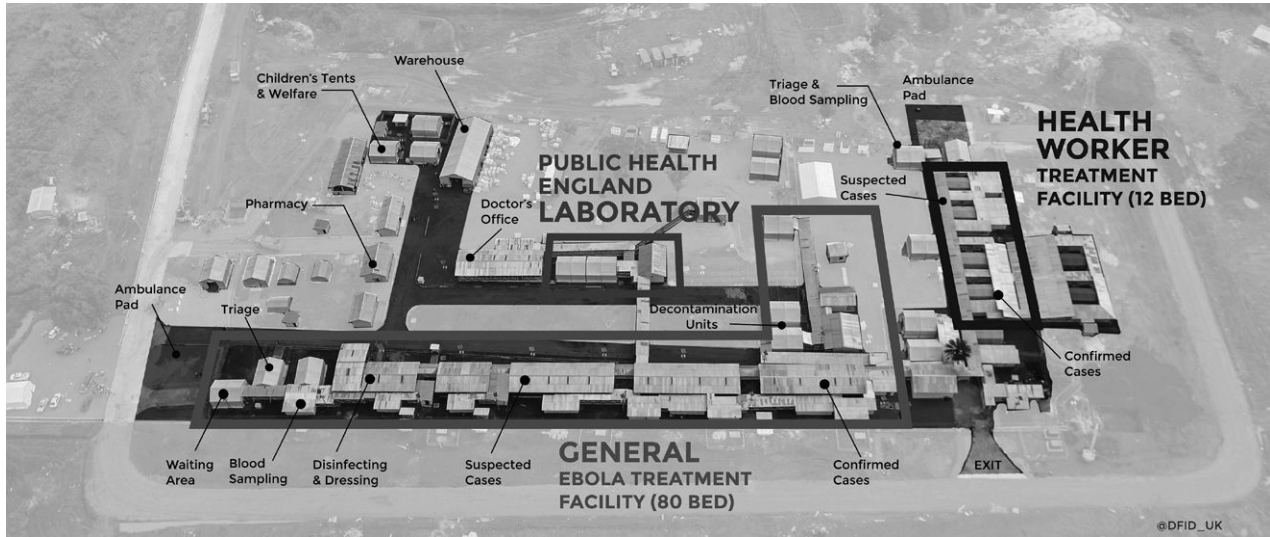 Warehouse
Children's Tents
& Welfare
Triage &
Blood Sampling
Ambulance
Pad
HEALTH
WORKER
TREATMENT
FACILITY (12 BED)
PUBLIC HEALTH
ENGLAND
LABORATORY
Suspected
Cases
Pharmacy
Doctor's
Office
Ambulance
Pad
Triage
Decontamination
Units
Confirmed
Cases
Waiting
Area
Blood
Sampling
Disinfecting
& Dressing
Suspected
Cases
GENERAL
EBOLA TREATMENT
FACILITY (80 BED)
Confirmed
Cases
EXIT
@DFID_UK